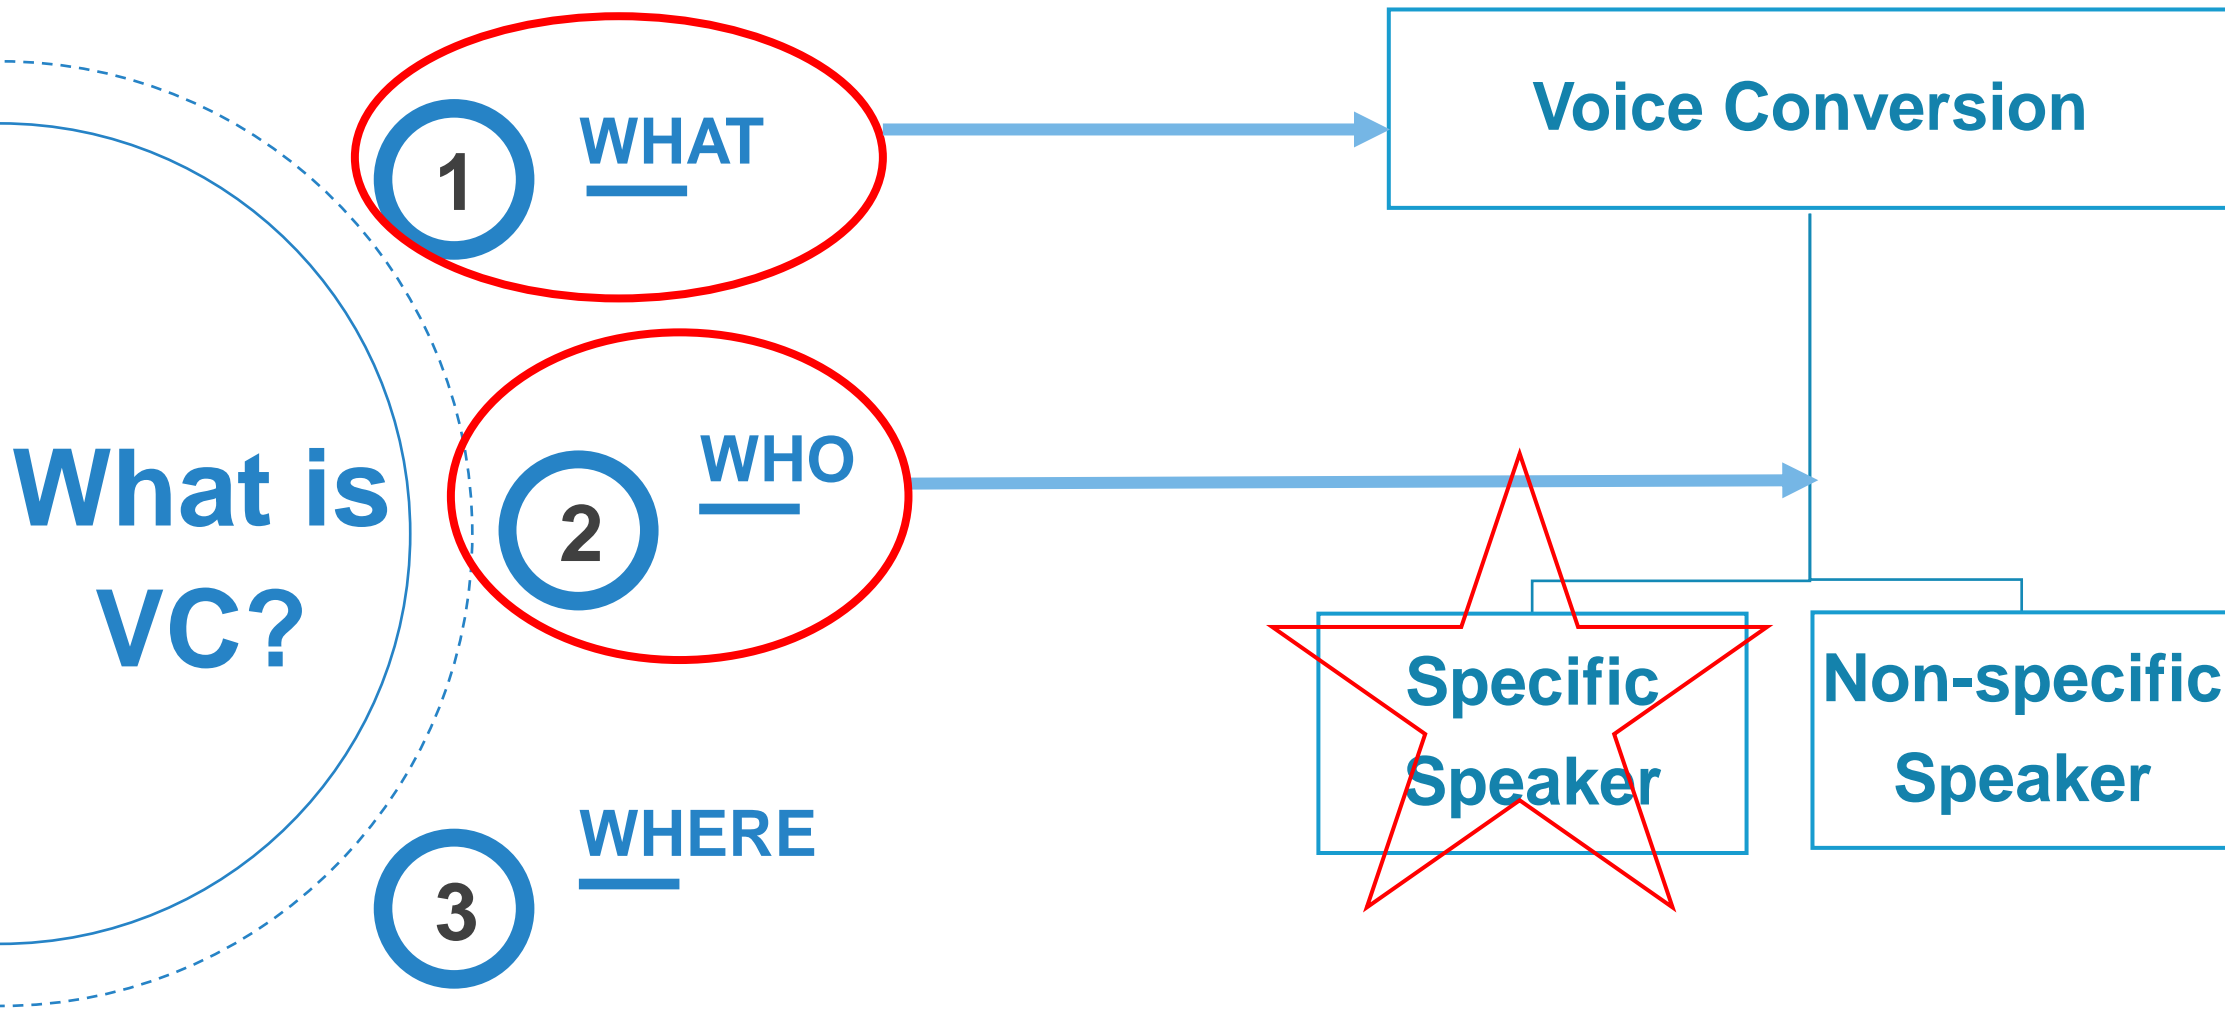 What is
VC?
1
WHAT
2
WHO
3
WHERE
Voice Conversion
Specific
Speaker
Non-specific
Speaker